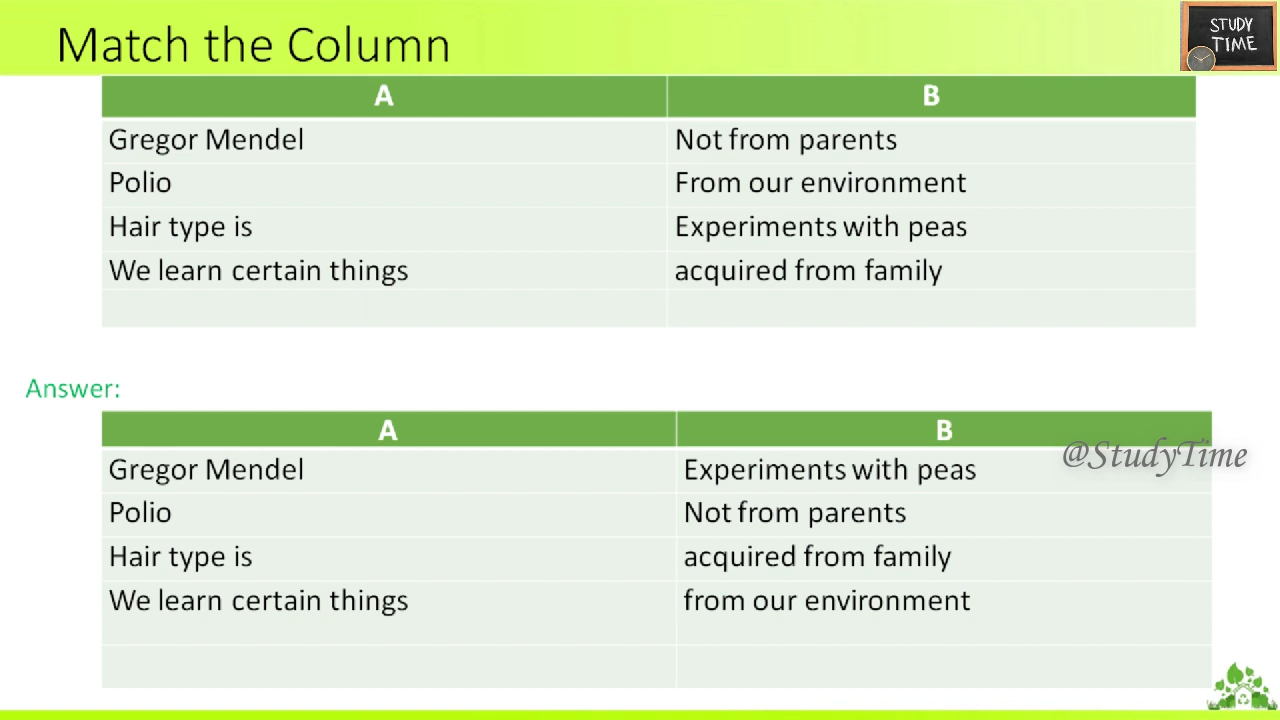 Match the Column
STUDY
TIME
A B
Gregor Mendel Not from parents
Polio From our environment
Hair type is Experiments with peas
We learn certain things acquired from family
Answer:
A B
@StudyTime
Gregor Mendel Experiments with peas
Polio Not from parents
Hair type is acquired from family
We learn certain things from our environment